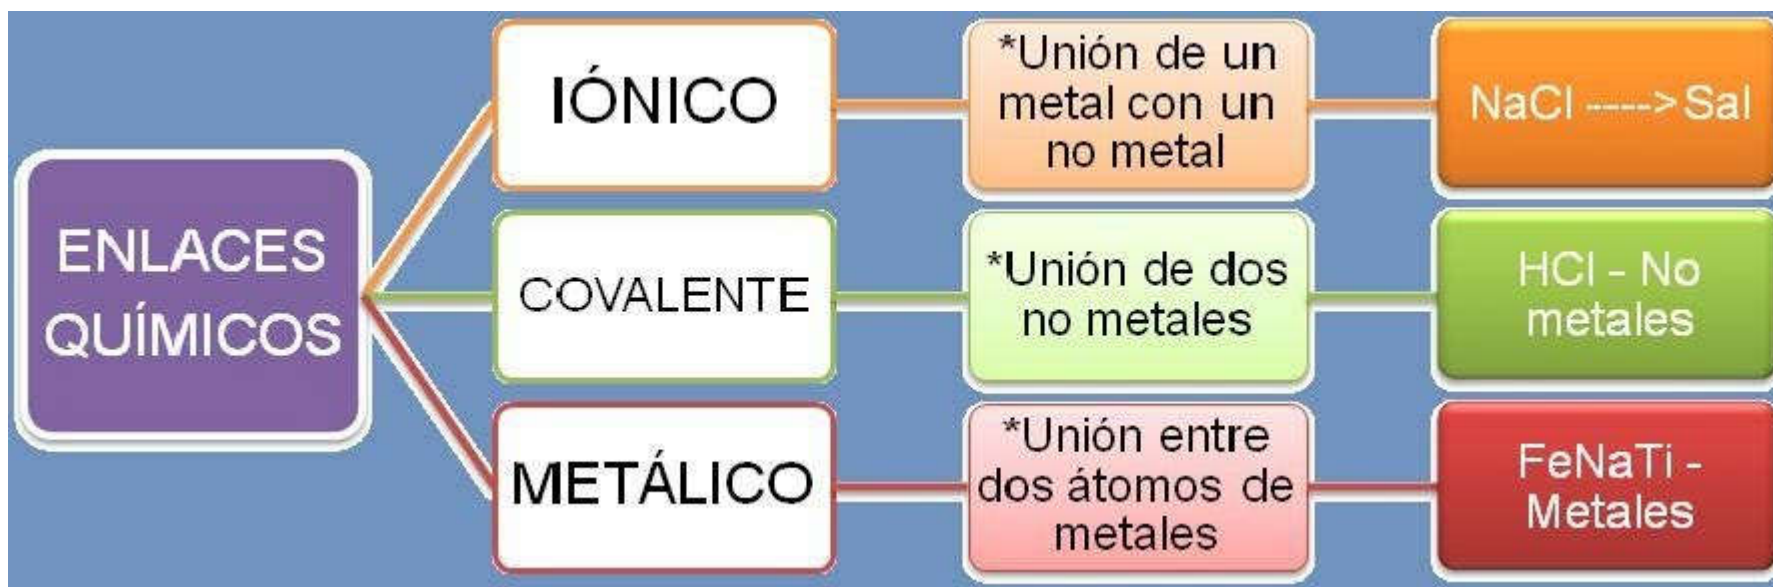 ENLACES
QUÍMICOS
IÓNICO
*Unión de un
metal con un
no metal
NaCl ---->Sal
COVALENTE
*Unión de dos
no metales
HCl - No
metales
METÁLICO
*Unión entre
dos átomos de
metales
FeNaTi -
Metales